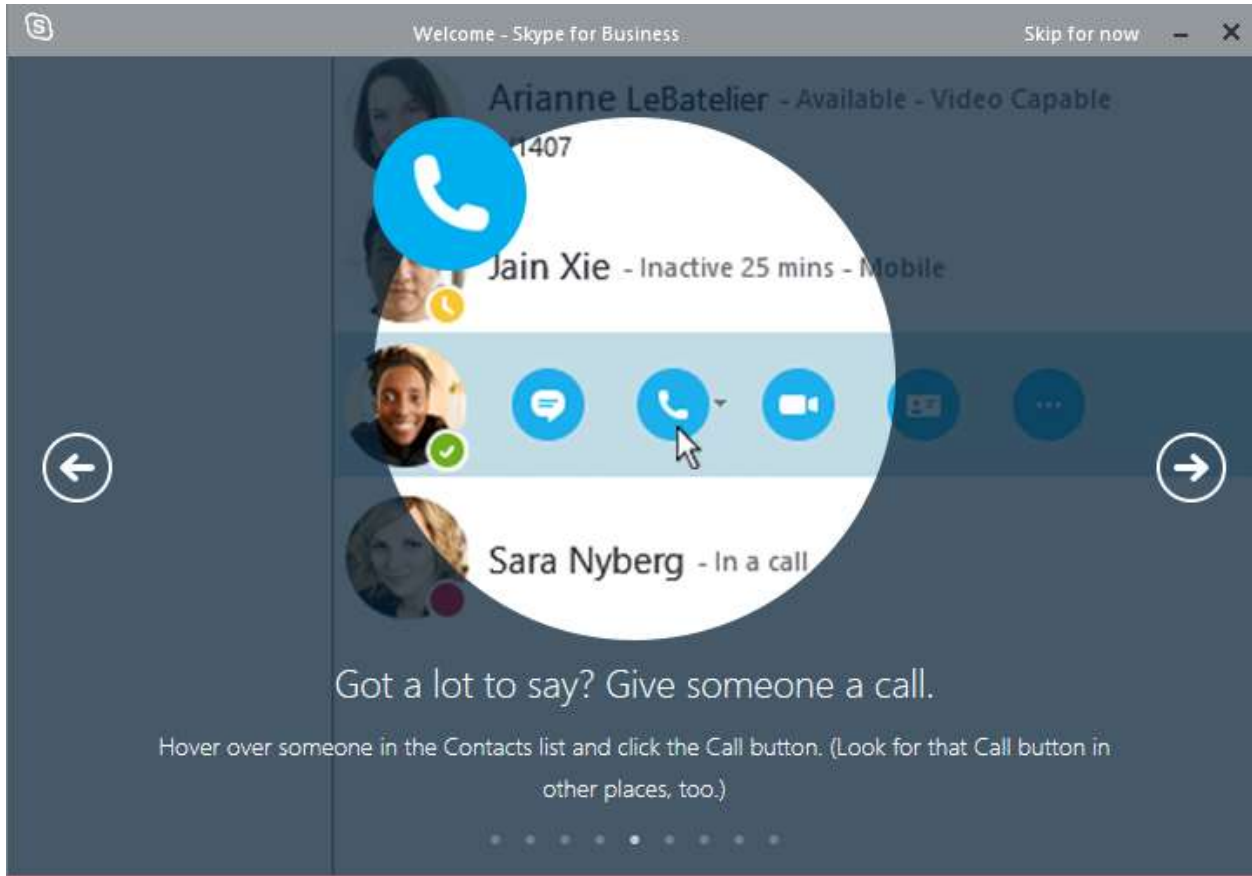 Welcome - Skype for Business
Skip for now
Arianne LeBatelier - Available - Video Capable
1407
Jain Xie - Inactive 25 mins - Mobile
Sara Nyberg - In a call
Got a lot to say? Give someone a call.
Hover over someone in the Contacts list and click the Call button. (Look for that Call button in
other places, too.)